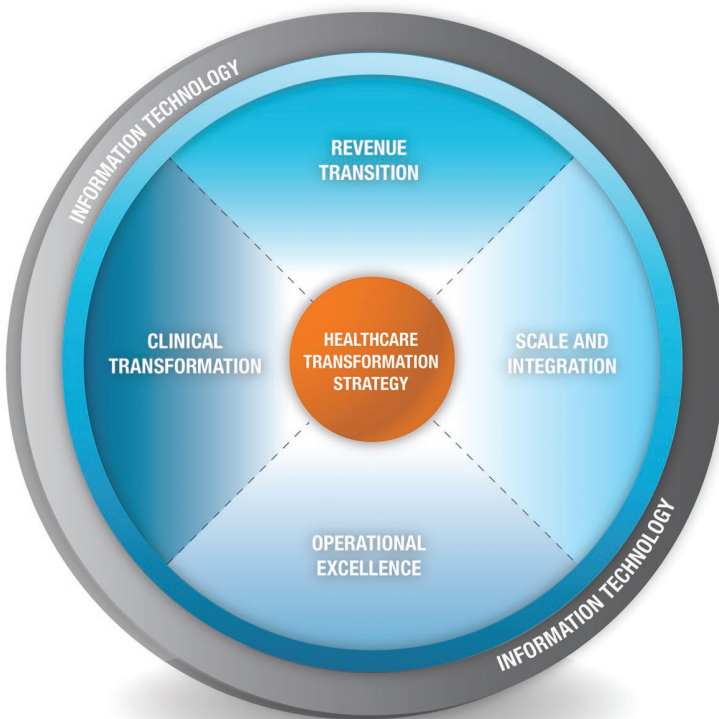 INFORMATION TECHNOLOGY
REVENUE
TRANSITION
CLINICAL
TRANSFORMATION
HEALTHCARE
TRANSFORMATION
STRATEGY
SCALE AND
INTEGRATION
OPERATIONAL
EXCELLENCE
INFORMATION TECHNOLOGY